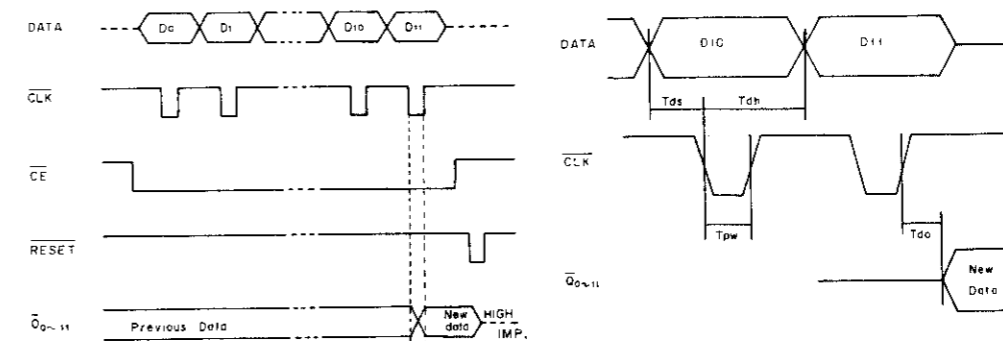 DATA
D0 D1 D10 D11
CLK
CE
RESET
Q0~11
Previous Data
New data
HIGH IMP.
DATA
D10 D11
Tds Tdh
CLK
Tpw
Tdo
Q0~11
New Data